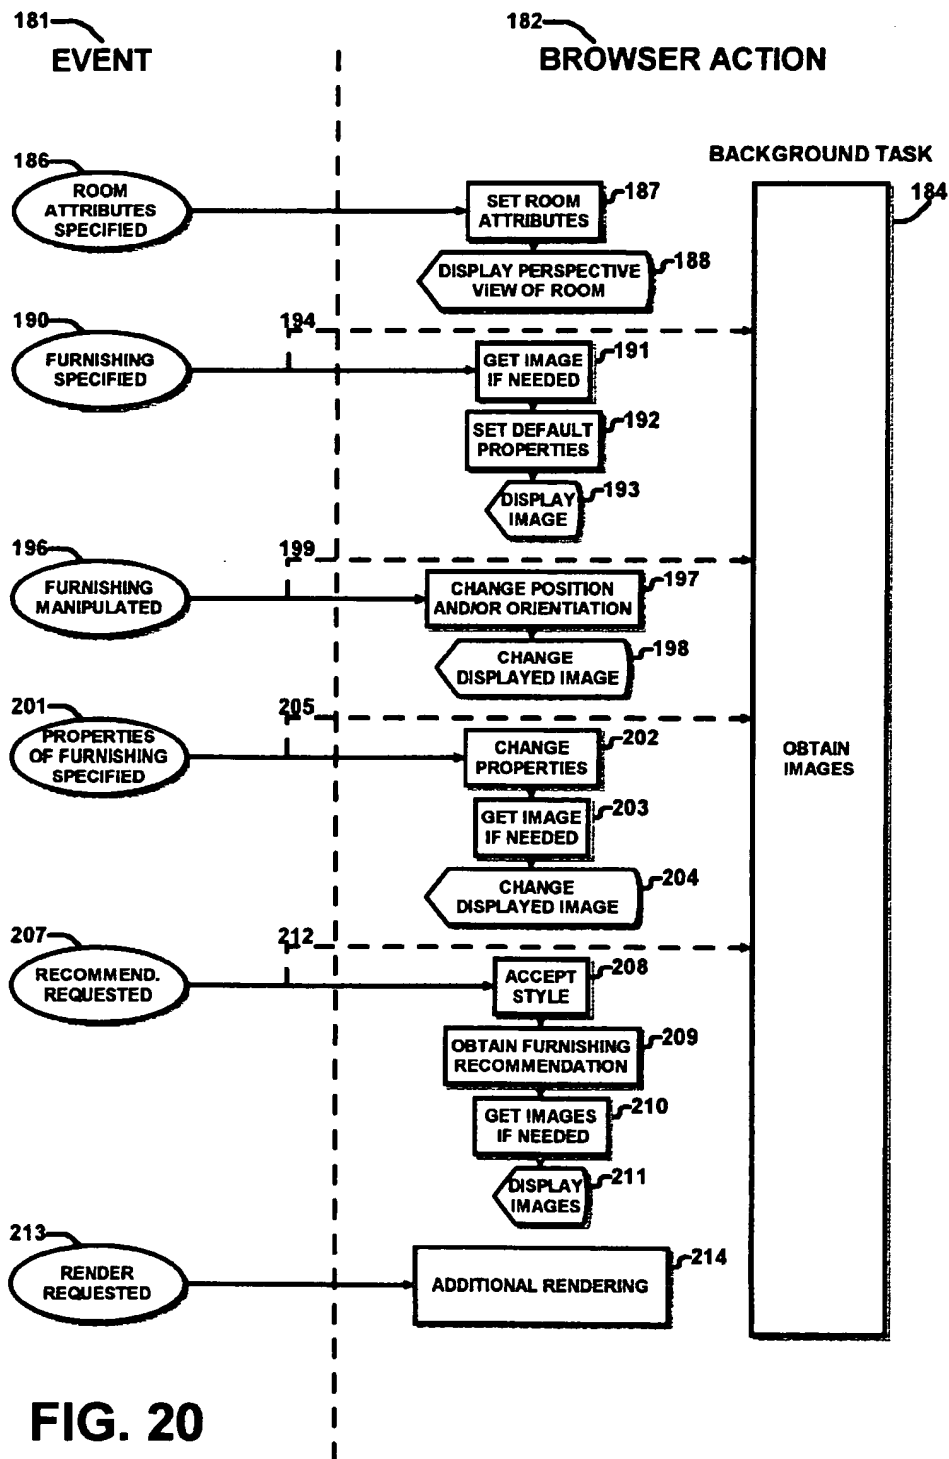 181
EVENT
182
BROWSER ACTION
BACKGROUND TASK
184
186
ROOM
ATTRIBUTES
SPECIFIED
SET ROOM
ATTRIBUTES
187
DISPLAY PERSPECTIVE
VIEW OF ROOM
188
190
FURNISHING
SPECIFIED
194
GET IMAGE
IF NEEDED
191
SET DEFAULT
PROPERTIES
192
DISPLAY
IMAGE
193
196
FURNISHING
MANIPULATED
199
CHANGE POSITION
AND/OR ORIENTIATION
197
CHANGE
DISPLAYED IMAGE
198
201
PROPERTIES
OF FURNISHING
SPECIFIED
205
CHANGE
PROPERTIES
202
GET IMAGE
IF NEEDED
203
CHANGE
DISPLAYED IMAGE
204
OBTAIN
IMAGES
207
RECOMMEND.
REQUESTED
212
ACCEPT
STYLE
208
OBTAIN FURNISHING
RECOMMENDATION
209
GET IMAGES
IF NEEDED
210
DISPLAY
IMAGES
211
213
RENDER
REQUESTED
ADDITIONAL RENDERING
214
FIG. 20